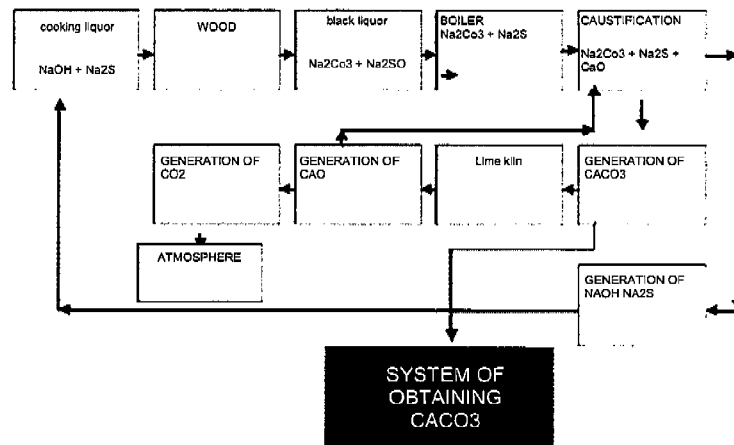 cooking liquor
NaOH + Na2S
WOOD
black liquor
Na2Co3 + Na2SO
BOILER
Na2Co3 + Na2S
CAUSTIFICATION
Na2Co3 + Na2S +
CaO
GENERATION OF
CO2
GENERATION OF
CAO
Lime kiln
GENERATION OF
CACO3
ATMOSPHERE
GENERATION OF
NAOH NA2S
SYSTEM OF
OBTAINING
CACO3